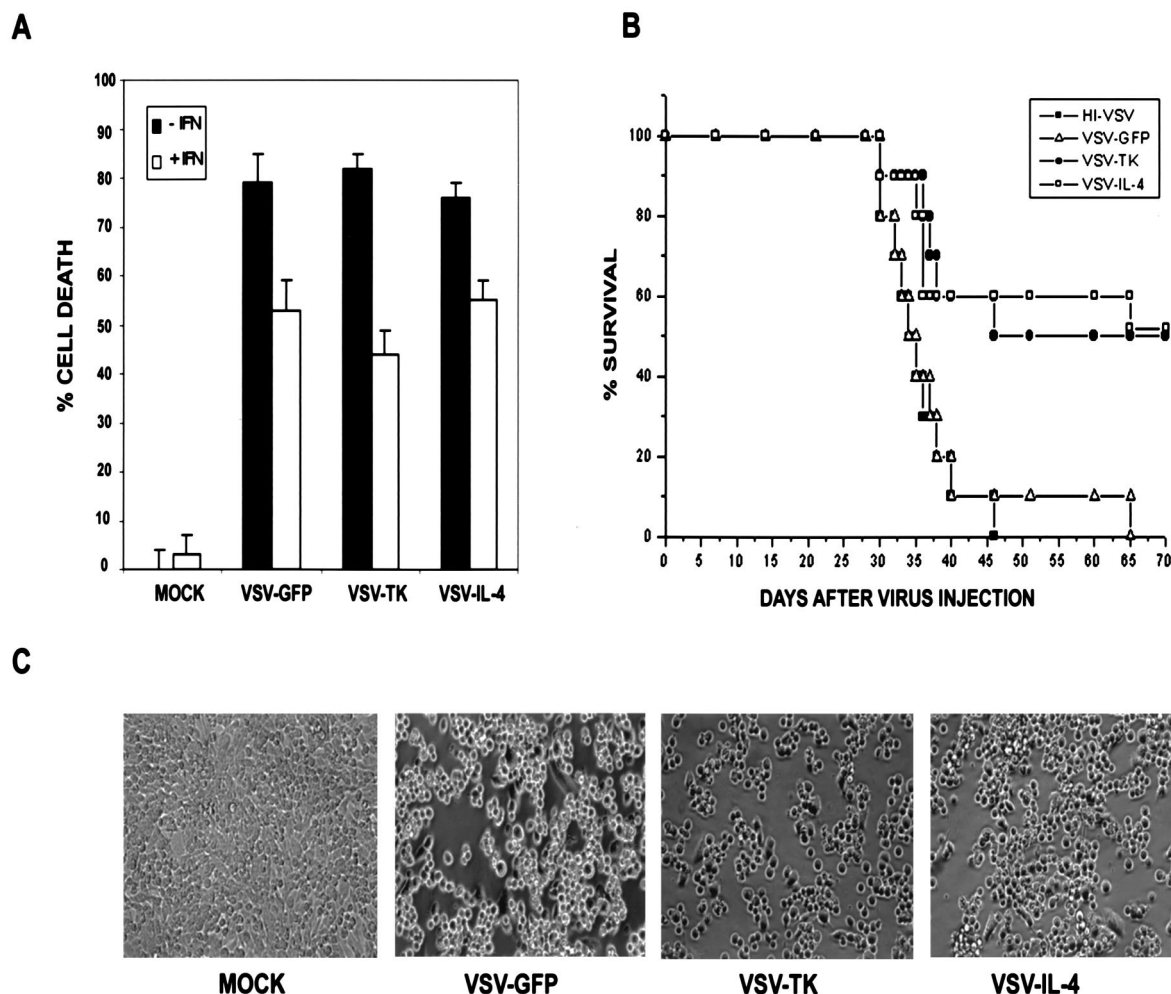 A
100
90
80
70
60
50
40
30
20
10
0
% CELL DEATH
- IFN
+ IFN
MOCK
VSV-GFP
VSV-TK
VSV-IL-4
B
100
80
60
40
20
0
% SURVIVAL
HI-VSV
VSV-GFP
VSV-TK
VSV-IL-4
0 5 10 15 20 25 30 35 40 45 50 55 60 65 70
DAYS AFTER VIRUS INJECTION
C
MOCK
VSV-GFP
VSV-TK
VSV-IL-4